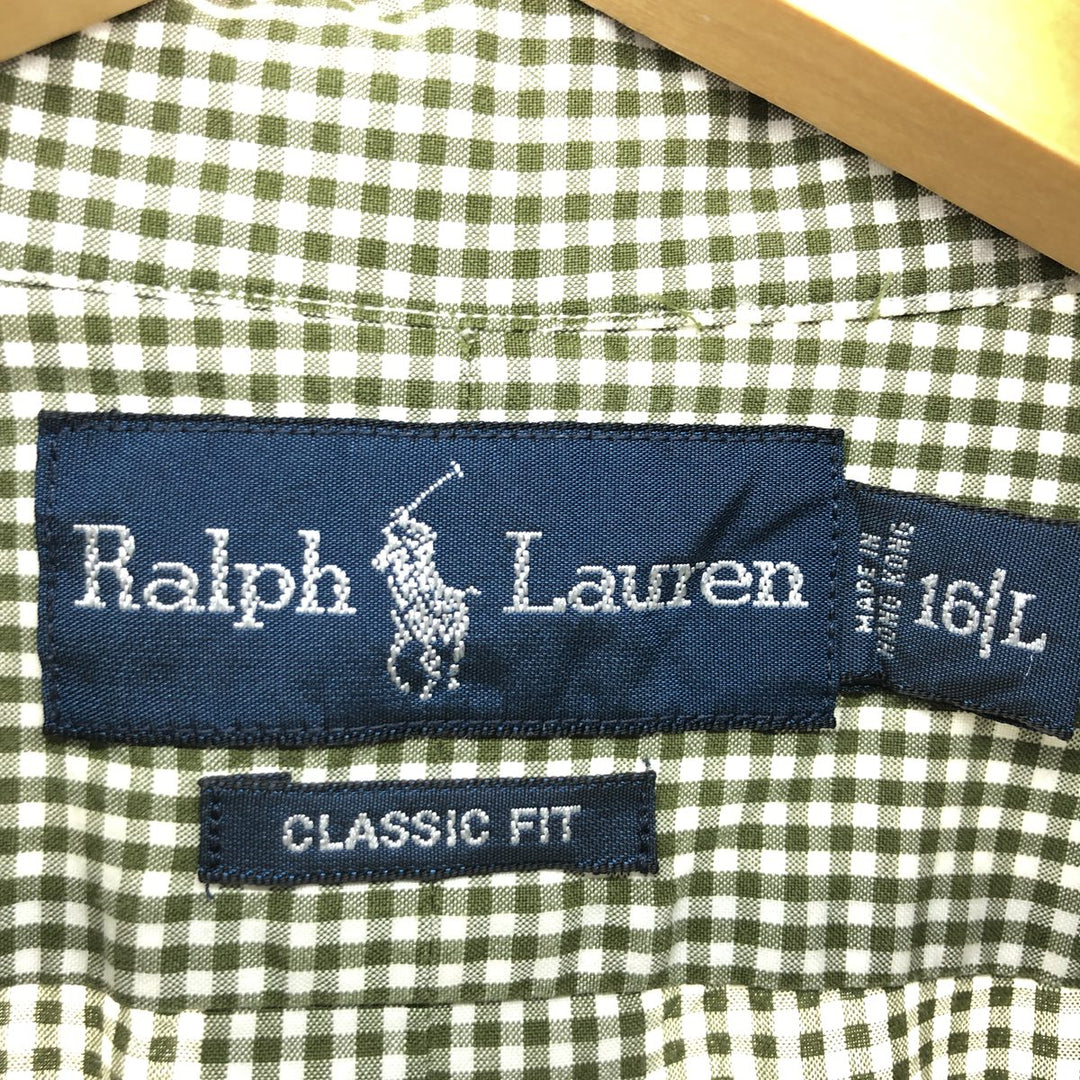 Ralph Lauren
MADE IN
HONG KONG
16/L
CLASSIC FIT